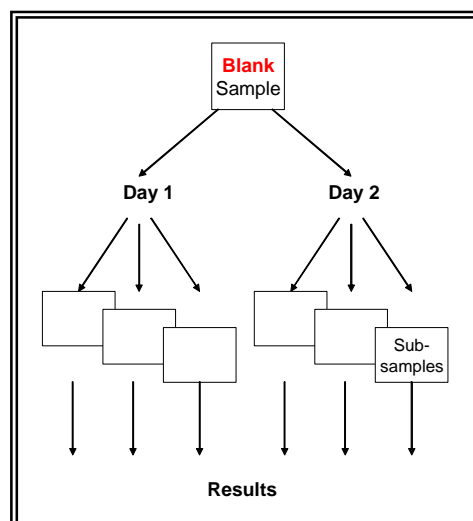 Blank
Sample
Day 1
Day 2
Sub-
samples
Results